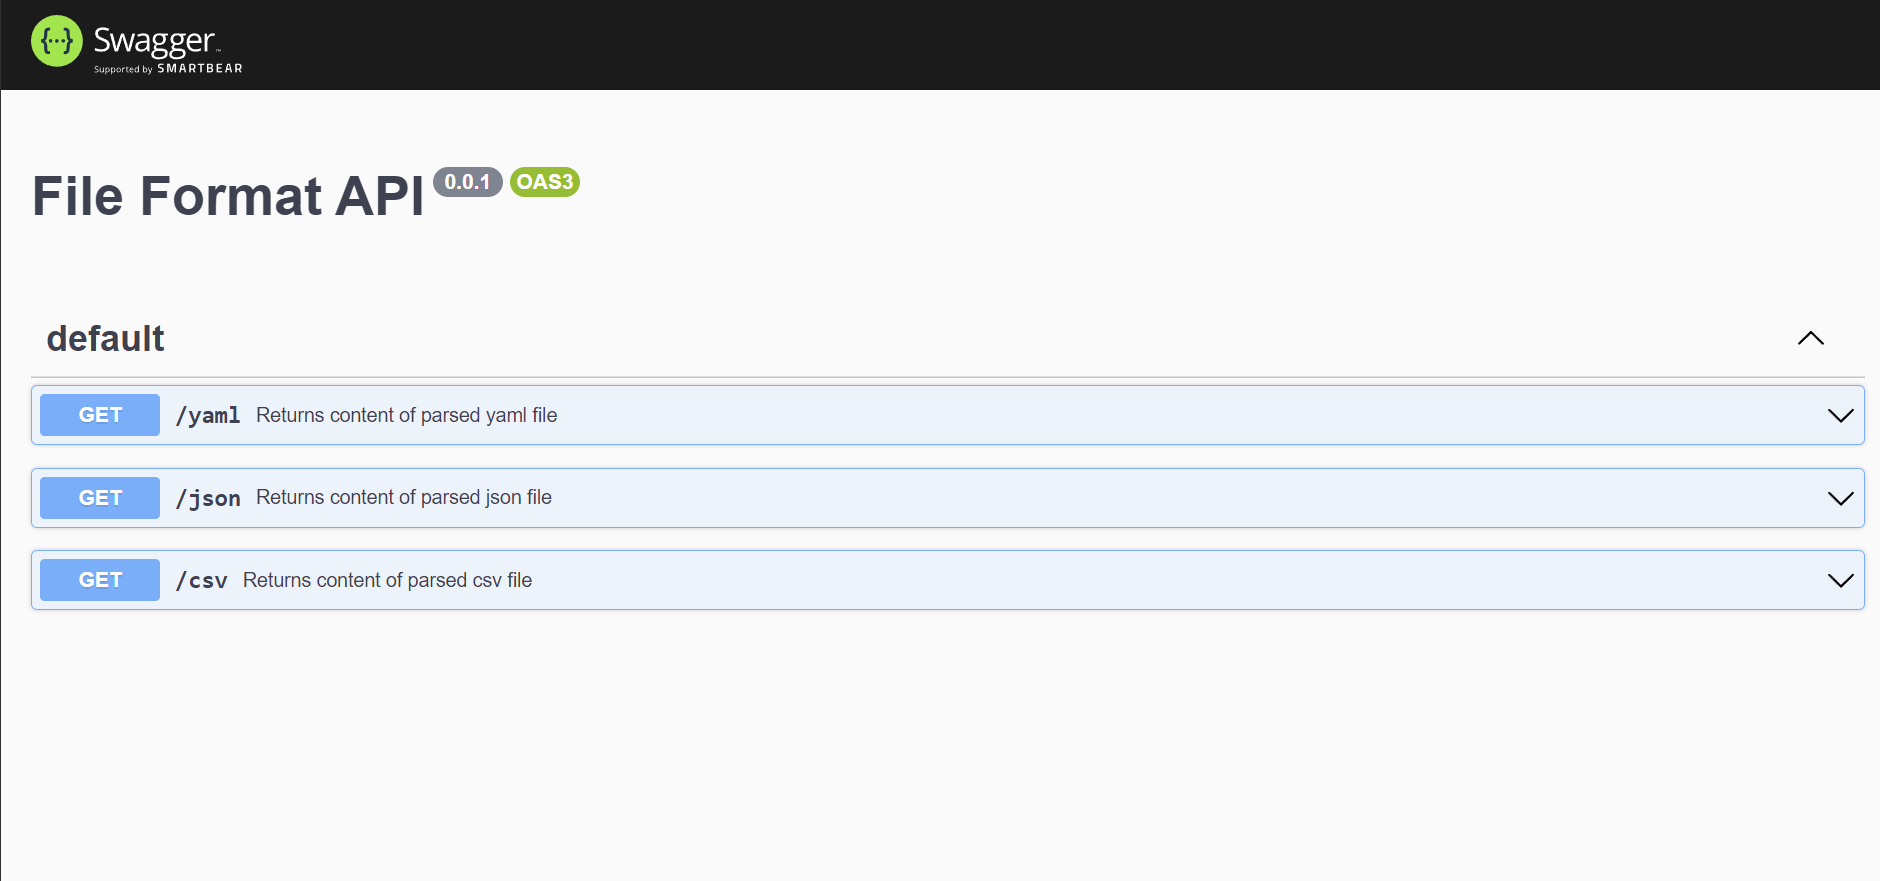 {···} Swagger™
Supported by SMARTBEAR
File Format API 0.0.1 OAS3
default
GET /yaml Returns content of parsed yaml file
GET /json Returns content of parsed json file
GET /csv Returns content of parsed csv file